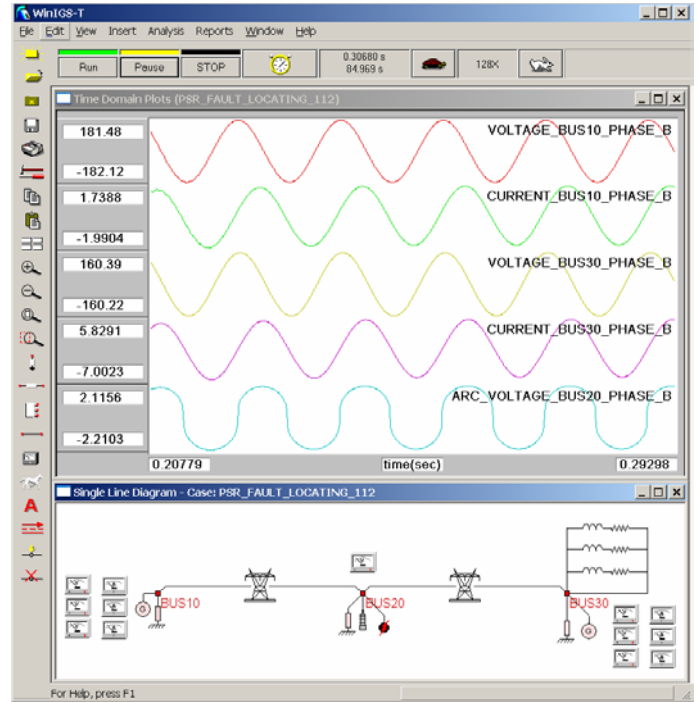 WinIGS-T
File Edit View Insert Analysis Reports Window Help
Run Pause STOP 0.30680 s 128X
84.969 s
Time Domain Plots (PSR_FAULT_LOCATING_112)
181.48 VOLTAGE_BUS10_PHASE_B
-182.12
1.7388 CURRENT_BUS10_PHASE_B
-1.9904
160.39 VOLTAGE_BUS30_PHASE_B
-160.22
5.8291 CURRENT_BUS30_PHASE_B
-7.0023
2.1156 ARC_VOLTAGE_BUS20_PHASE_B
-2.2103
0.20779 time(sec) 0.29298
Single Line Diagram - Case: PSR_FAULT_LOCATING_112
BUS10 BUS20 BUS30
For Help, press F1